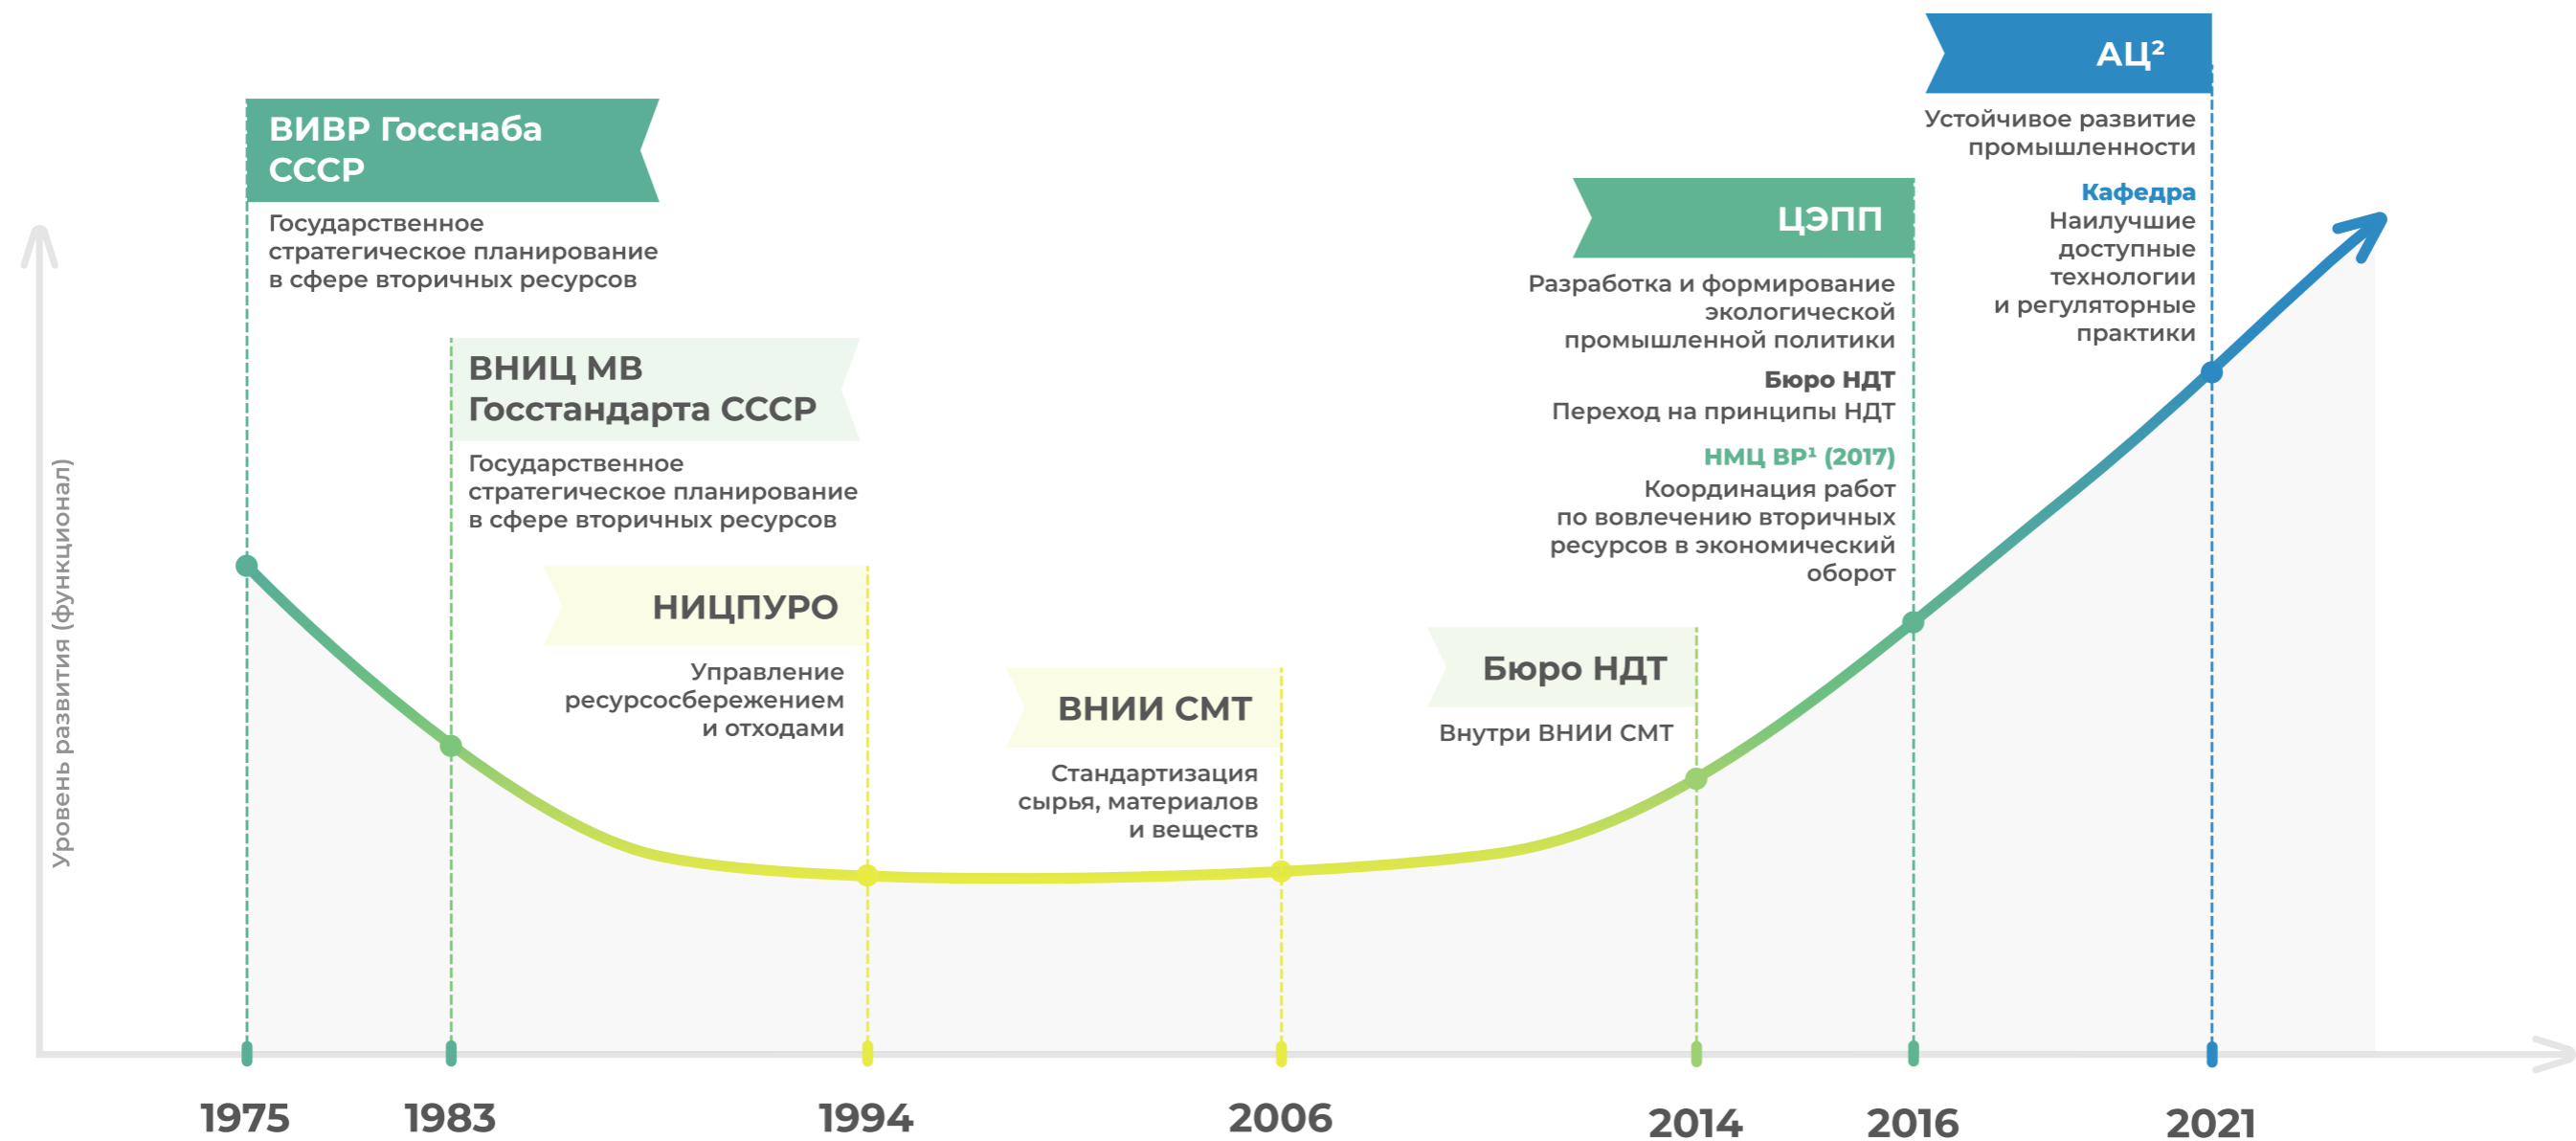 Уровень развития (функционал)
ВИВР Госснаба
СССР
Государственное
стратегическое планирование
в сфере вторичных ресурсов
ВНИЦ МВ
Госстандарта СССР
Государственное
стратегическое планирование
в сфере вторичных ресурсов
НИЦПУРО
Управление
ресурсосбережением
и отходами
ВНИИ СМТ
Стандартизация
сырья, материалов
и веществ
Бюро НДТ
Внутри ВНИИ СМТ
ЦЭПП
Разработка и формирование
экологической
промышленной политики
Бюро НДТ
Переход на принципы НДТ
НМЦ ВР¹ (2017)
Координация работ
по вовлечению вторичных
ресурсов в экономический
оборот
АЦ²
Устойчивое развитие
промышленности
Кафедра
Наилучшие
доступные
технологии
и регуляторные
практики
1975
1983
1994
2006
2014
2016
2021